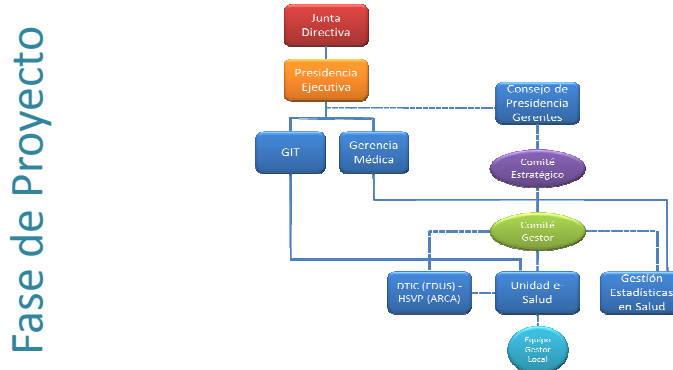 Fase de Proyecto
Junta
Directiva
Presidencia
Ejecutiva
Consejo de
Presidencia
Gerentes
GIT
Gerencia
Médica
Comité
Estratégico
Comité
Gestor
DTIC (EDUS) -
HSVP (ARCA)
Unidad e-
Salud
Gestión
Estadísticas
en Salud
Equipo
Gestor
Local